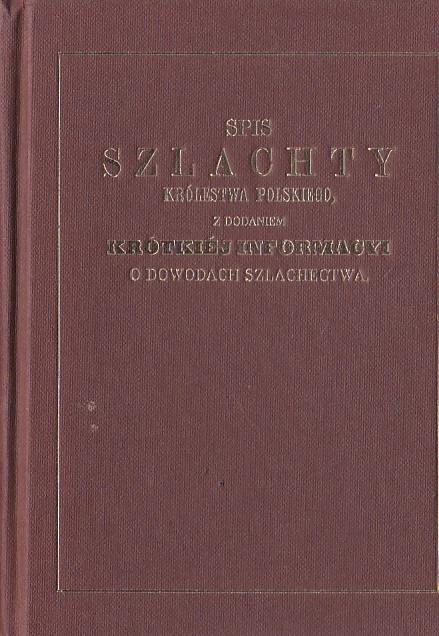 SPIS
SZLACHTY
KRÓLESTWA POLSKIEGO,
Z DODANIEM
KRÓTKIÉJ INFORMACYI
O DOWODACH SZLACHECTWA.